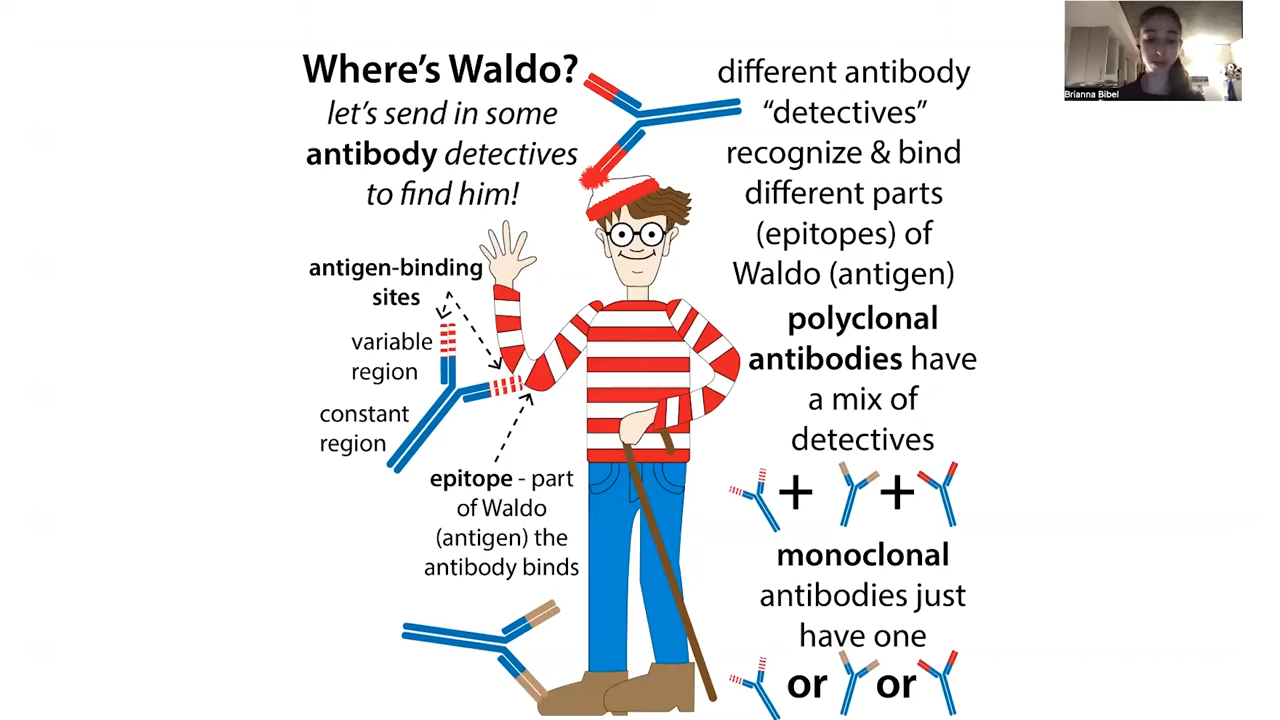 Where's Waldo?
let's send in some
antibody detectives
to find him!
antigen-binding
sites
variable
region
constant
region
epitope - part
of Waldo
(antigen) the
antibody binds
different antibody
“detectives”
recognize & bind
different parts
(epitopes) of
Waldo (antigen)
polyclonal
antibodies have
a mix of
detectives
+ +
monoclonal
antibodies just
have one
or or
Brianna Bibel